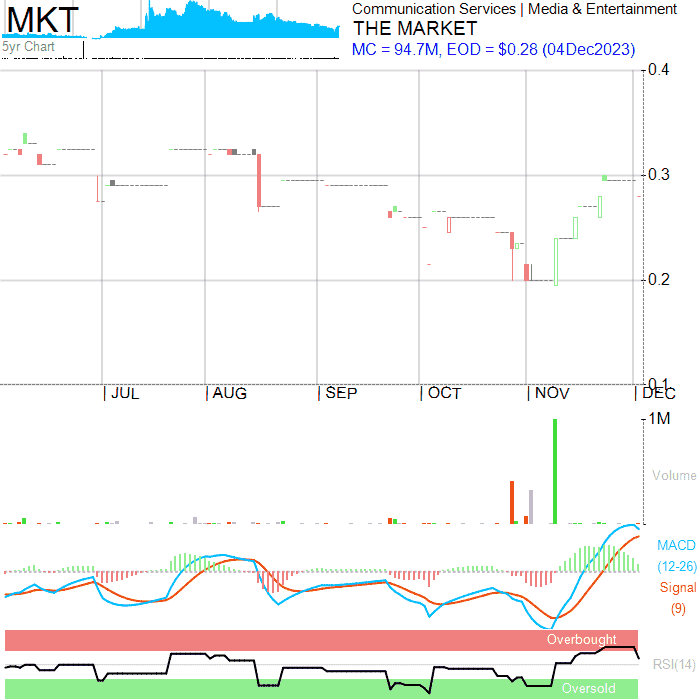 MKT
5yr Chart
Communication Services | Media & Entertainment
THE MARKET
MC = 94.7M, EOD = $0.28 (04Dec2023)
0.4
0.3
0.2
0.1
JUL AUG SEP OCT NOV DEC
1M
Volume
MACD
(12-26)
Signal
(9)
Overbought
RSI(14)
Oversold